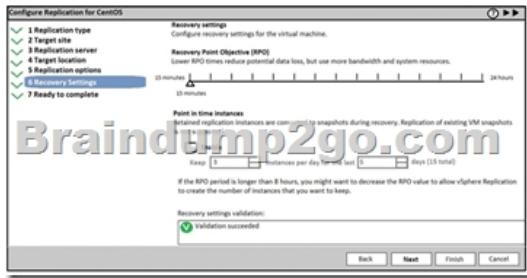 Configure Replication for CentOS
1 Replication type
2 Target site
3 Replication server
4 Target location
5 Replication options
6 Recovery Settings
7 Ready to complete
Recovery settings
Configure recovery settings for the virtual machine.
Recovery Point Objective (RPO)
Lower RPO times reduce potential data loss, but use more bandwidth and system resources.
15 minutes
24 hours
15 minutes
Point in time instances
Retained replication instances are converted to snapshots during recovery. Replication of existing VM snapshots
Braindump2go.com
Keep 3 instances per day for the last 5 days (15 total)
If the RPO period is longer than 8 hours, you might want to decrease the RPO value to allow vSphere Replication
to create the number of instances that you want to keep.
Recovery settings validation:
Validation succeeded
Back
Next
Finish
Cancel